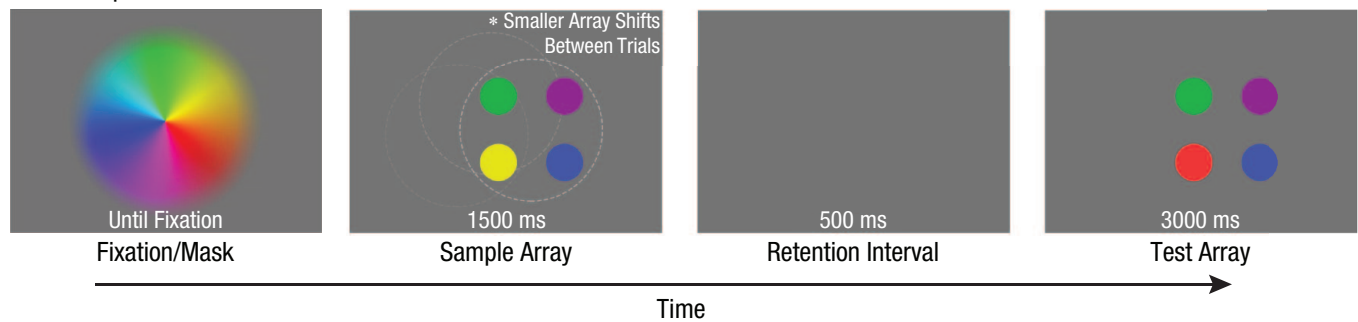 * Smaller Array Shifts
Between Trials
Until Fixation
1500 ms
500 ms
3000 ms
Fixation/Mask
Sample Array
Retention Interval
Test Array
Time